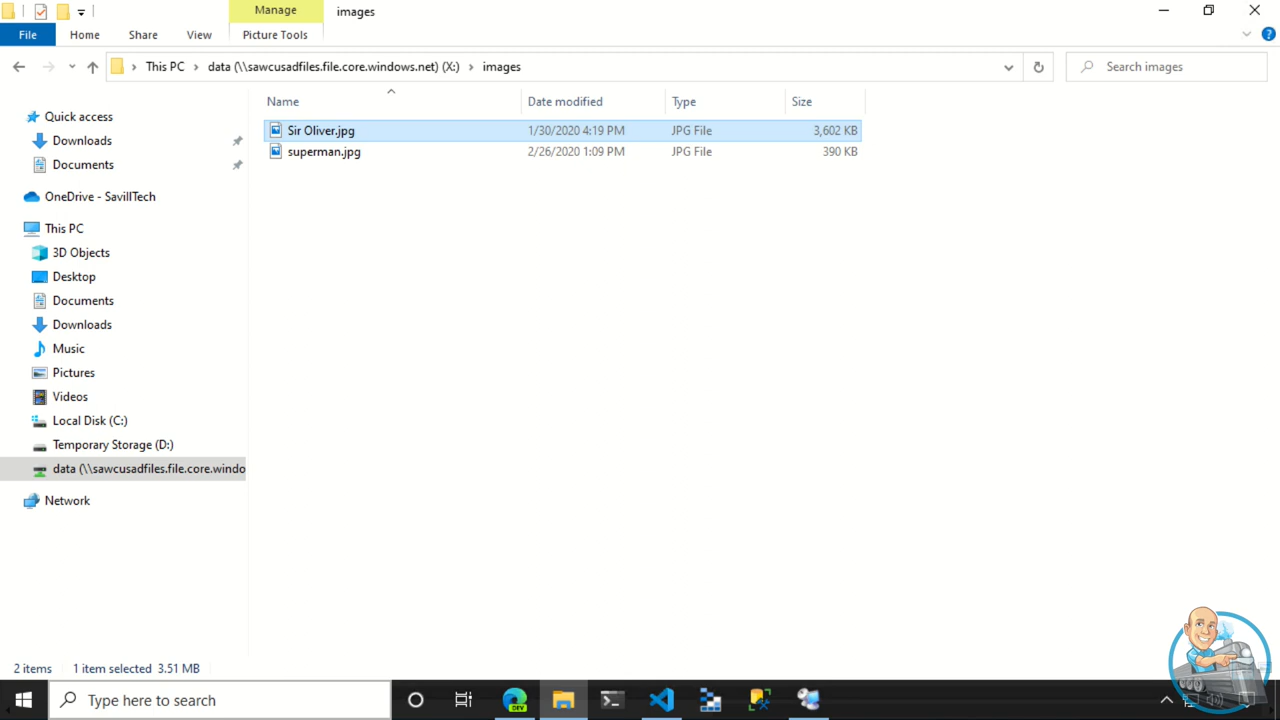 Manage
images
File
Home
Share
View
Picture Tools
This PC
data (\\sawcusadfiles.file.core.windows.net) (X:)
images
Search images
Name
Date modified
Type
Size
Sir Oliver.jpg
1/30/2020 4:19 PM
JPG File
3,602 KB
superman.jpg
2/26/2020 1:09 PM
JPG File
390 KB
Quick access
Downloads
Documents
OneDrive - SavillTech
This PC
3D Objects
Desktop
Documents
Downloads
Music
Pictures
Videos
Local Disk (C:)
Temporary Storage (D:)
data (\\sawcusadfiles.file.core.windo
Network
2 items
1 item selected 3.51 MB
Type here to search
DEV